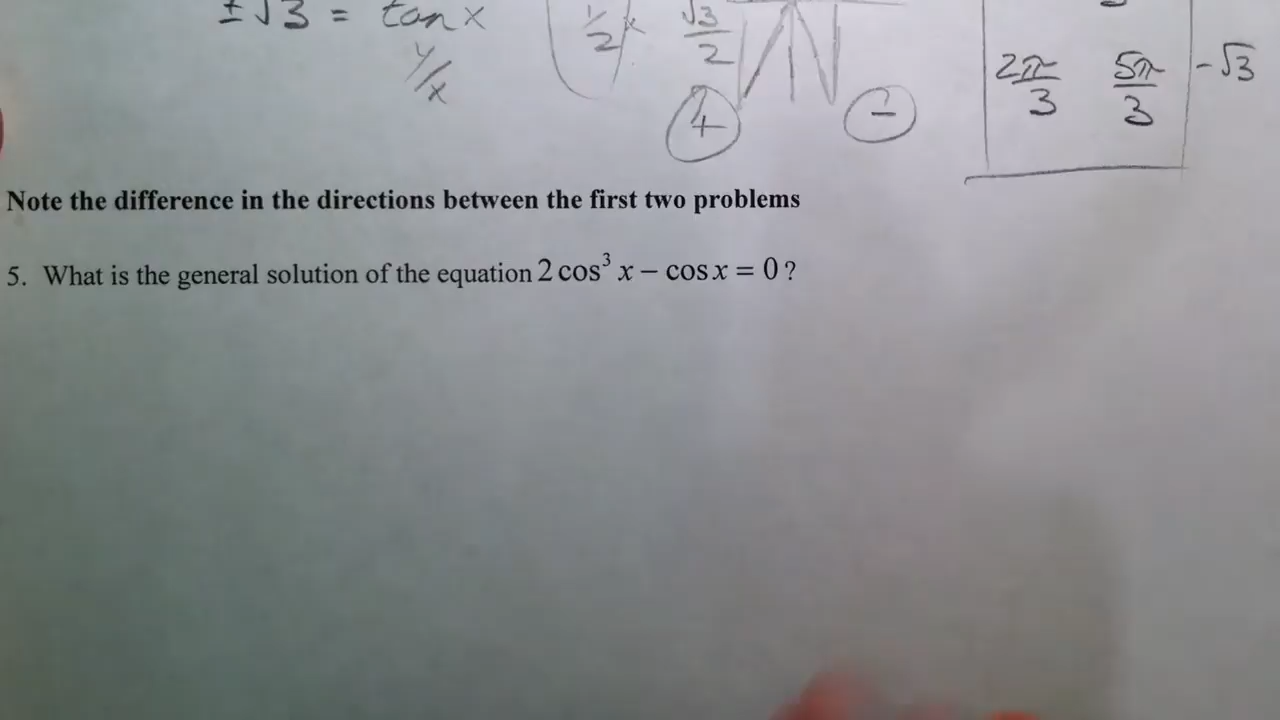 ±√3 = tan x
y/x
1/2 x
√3/2
4
-
2π/3 5π/3 -√3
Note the difference in the directions between the first two problems
5. What is the general solution of the equation 2 cos³ x − cos x = 0 ?